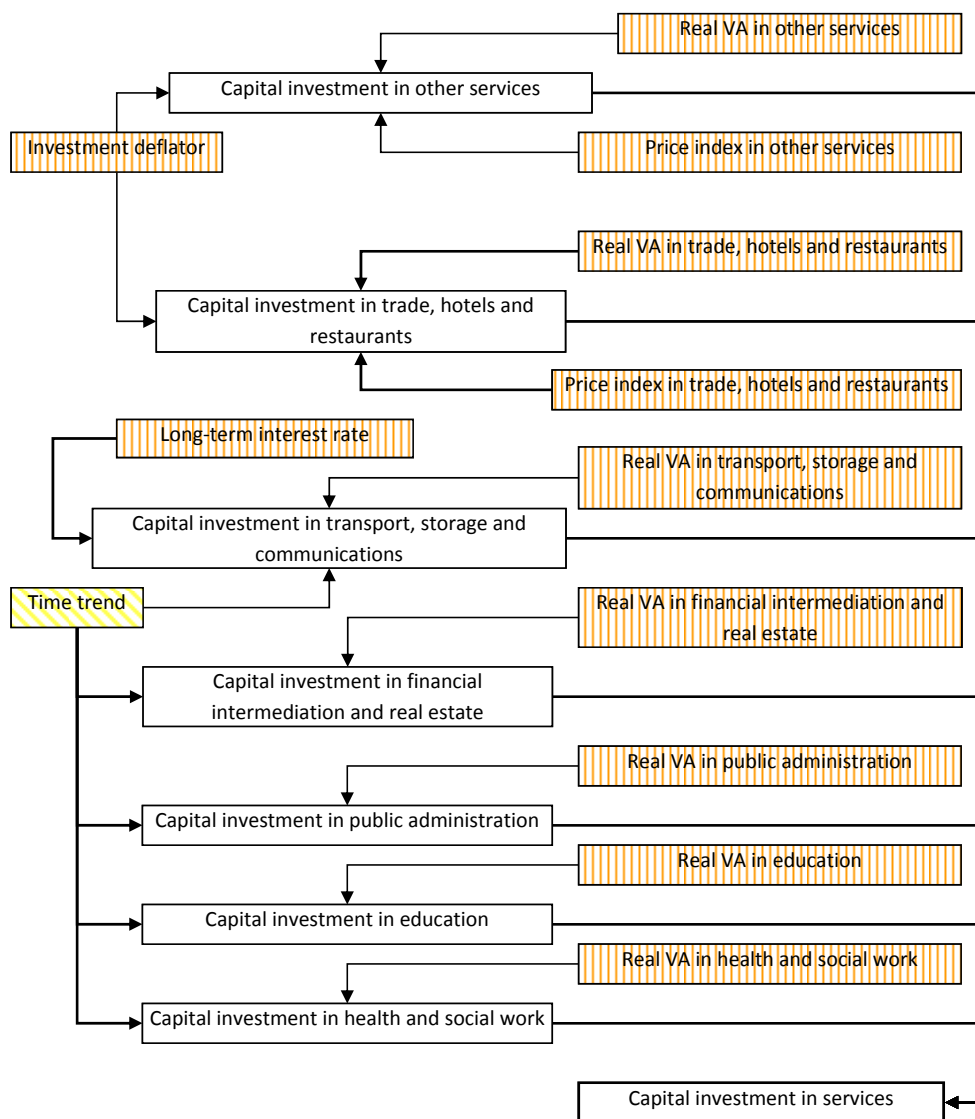 Real VA in other services
Capital investment in other services
Investment deflator
Price index in other services
Real VA in trade, hotels and restaurants
Capital investment in trade, hotels and
restaurants
Price index in trade, hotels and restaurants
Long-term interest rate
Real VA in transport, storage and
communications
Capital investment in transport, storage and
communications
Time trend
Real VA in financial intermediation and
real estate
Capital investment in financial
intermediation and real estate
Real VA in public administration
Capital investment in public administration
Real VA in education
Capital investment in education
Real VA in health and social work
Capital investment in health and social work
Capital investment in services